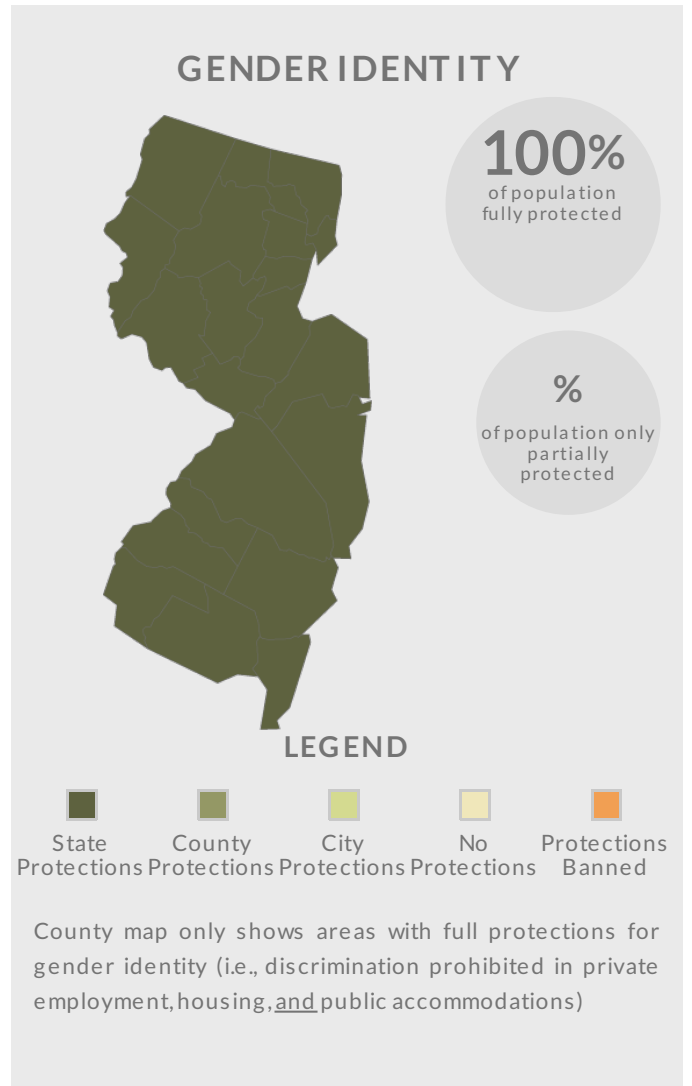 GENDER IDENTITY
100%
of population
fully protected
%
of population only
partially
protected
LEGEND
State
Protections
County
Protections
City
Protections
No
Protections
Protections
Banned
County map only shows areas with full protections for
gender identity (i.e., discrimination prohibited in private
employment, housing, and public accommodations)